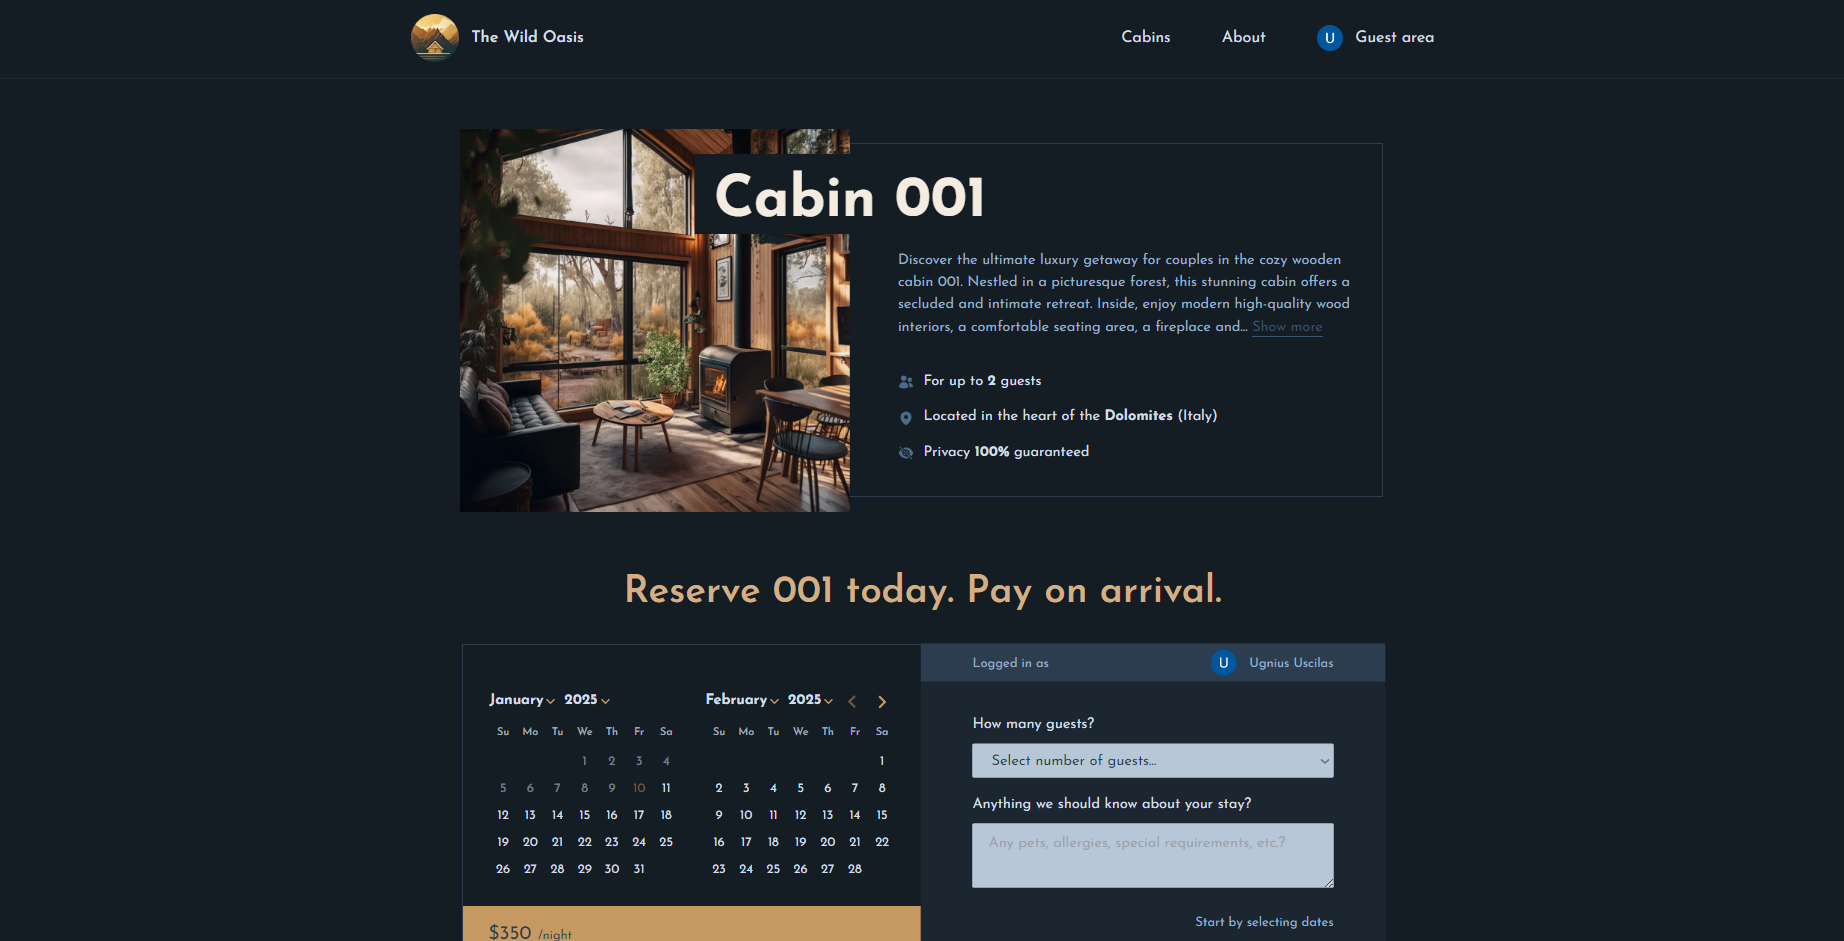 The Wild Oasis
Cabins
About
U
Guest area
Cabin 001
Discover the ultimate luxury getaway for couples in the cozy wooden
cabin 001. Nestled in a picturesque forest, this stunning cabin offers a
secluded and intimate retreat. Inside, enjoy modern high-quality wood
interiors, a comfortable seating area, a fireplace and... Show more
For up to 2 guests
Located in the heart of the Dolomites (Italy)
Privacy 100% guaranteed
Reserve 001 today. Pay on arrival.
January 2025
Su Mo Tu We Th Fr Sa
1 2 3 4
5 6 7 8 9 10 11
12 13 14 15 16 17 18
19 20 21 22 23 24 25
26 27 28 29 30 31
February 2025
Su Mo Tu We Th Fr Sa
1
2 3 4 5 6 7 8
9 10 11 12 13 14 15
16 17 18 19 20 21 22
23 24 25 26 27 28
$350 /night
Logged in as
U
Ugnius Uscilas
How many guests?
Select number of guests...
Anything we should know about your stay?
Any pets, allergies, special requirements, etc.?
Start by selecting dates